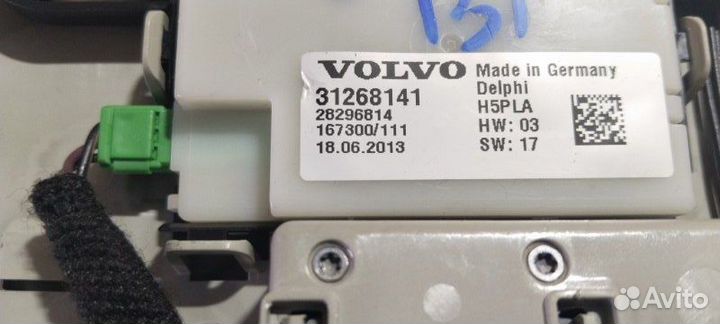 VOLVO
31268141
28296814
167300/111
18.06.2013
Made in Germany
Delphi
H5PLA
HW: 03
SW: 17
Avito